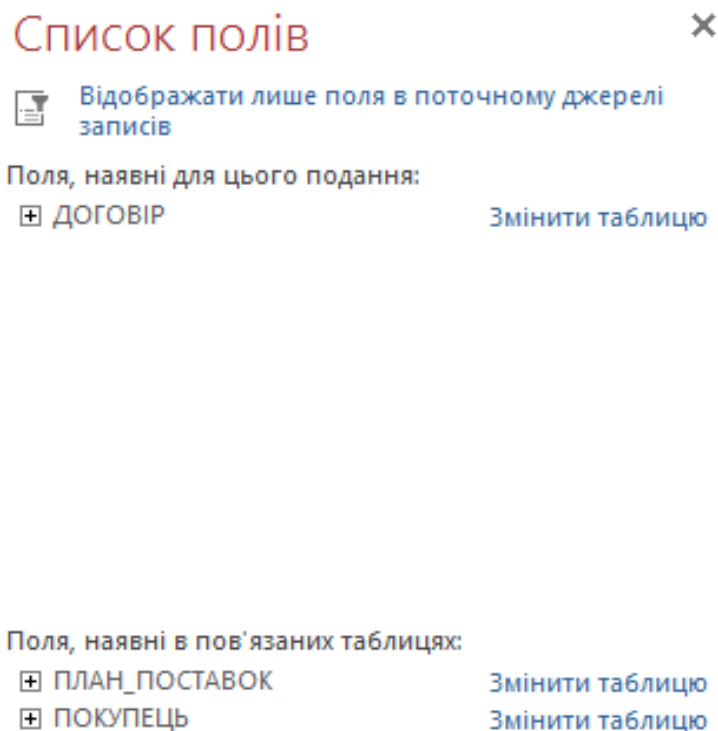 Список полів
Відображати лише поля в поточному джерелі
записів
Поля, наявні для цього подання:
ДОГОВІР Змінити таблицю
Поля, наявні в пов'язаних таблицях:
ПЛАН_ПОСТАВОК Змінити таблицю
ПОКУПЕЦЬ Змінити таблицю